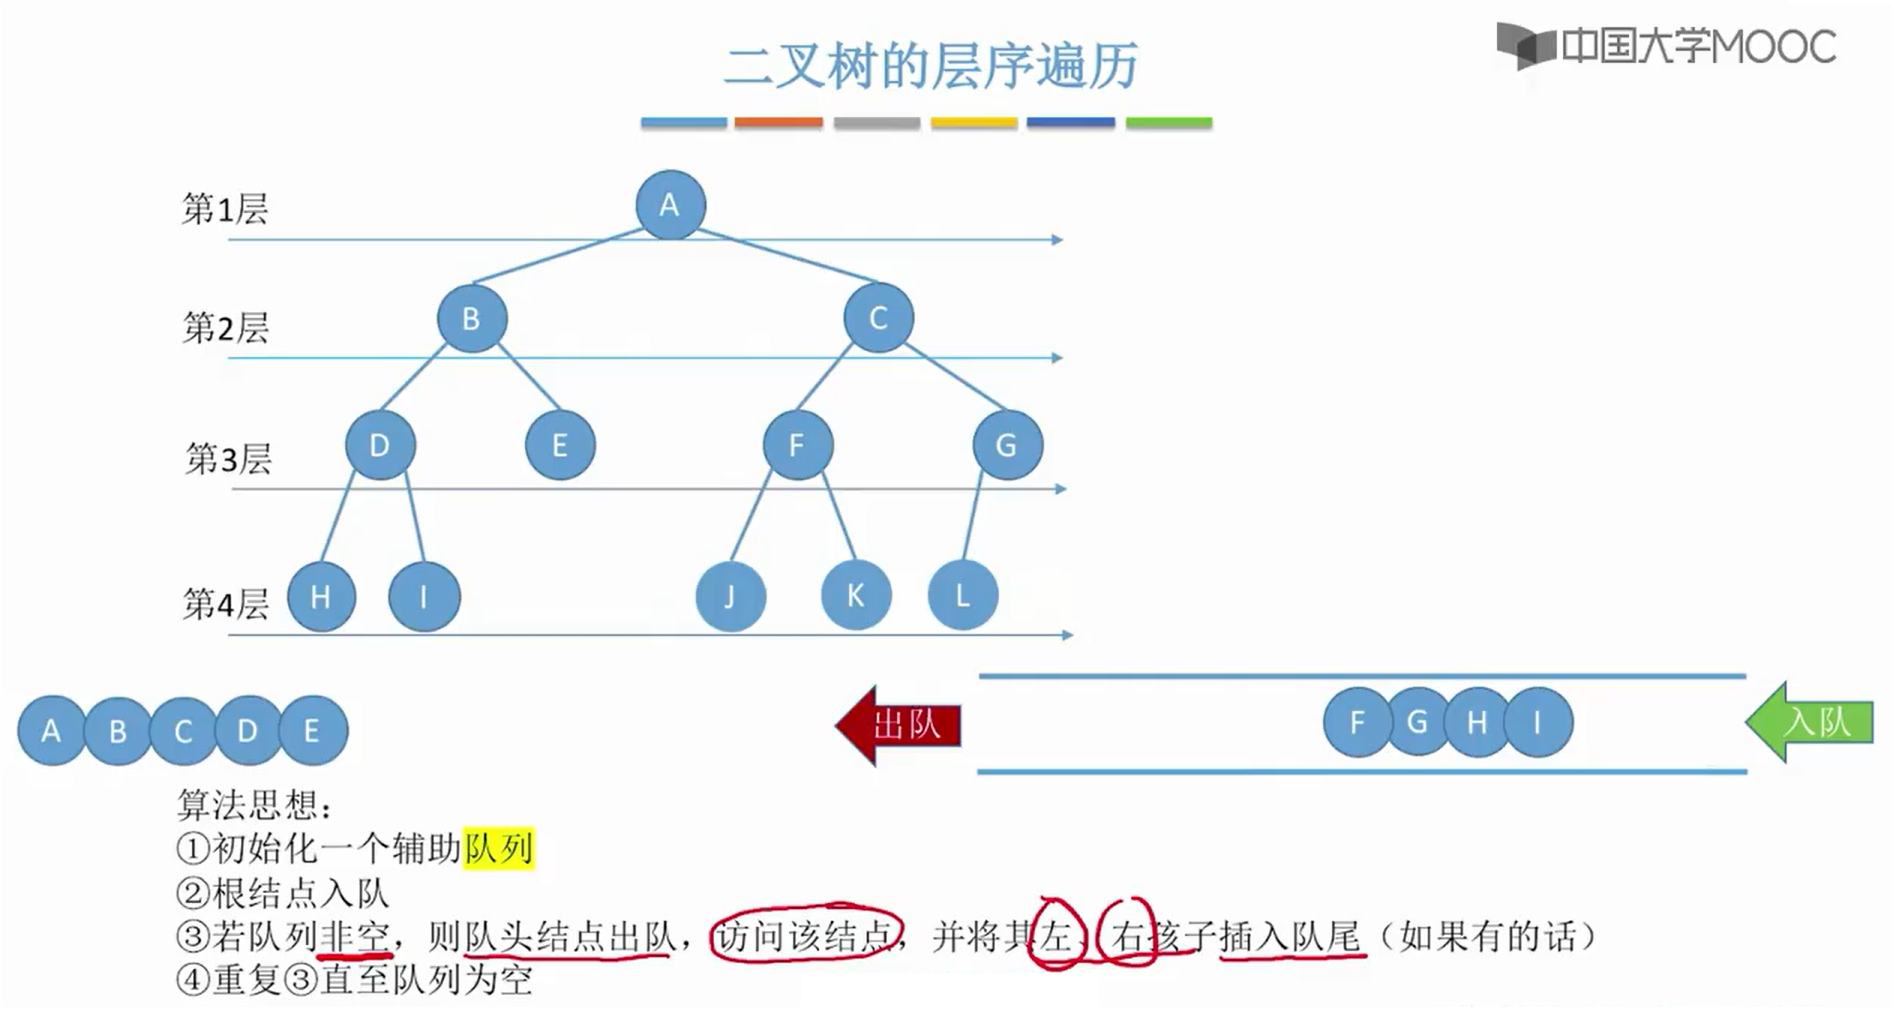 中国大学MOOC
二叉树的层序遍历
第1层
A
第2层
B C
第3层
D E F G
第4层
H I J K L
A B C D E
出队
F G H I
入队
算法思想：
①初始化一个辅助队列
②根结点入队
③若队列非空，则队头结点出队，访问该结点，并将其左、右孩子插入队尾（如果有的话）
④重复③直至队列为空